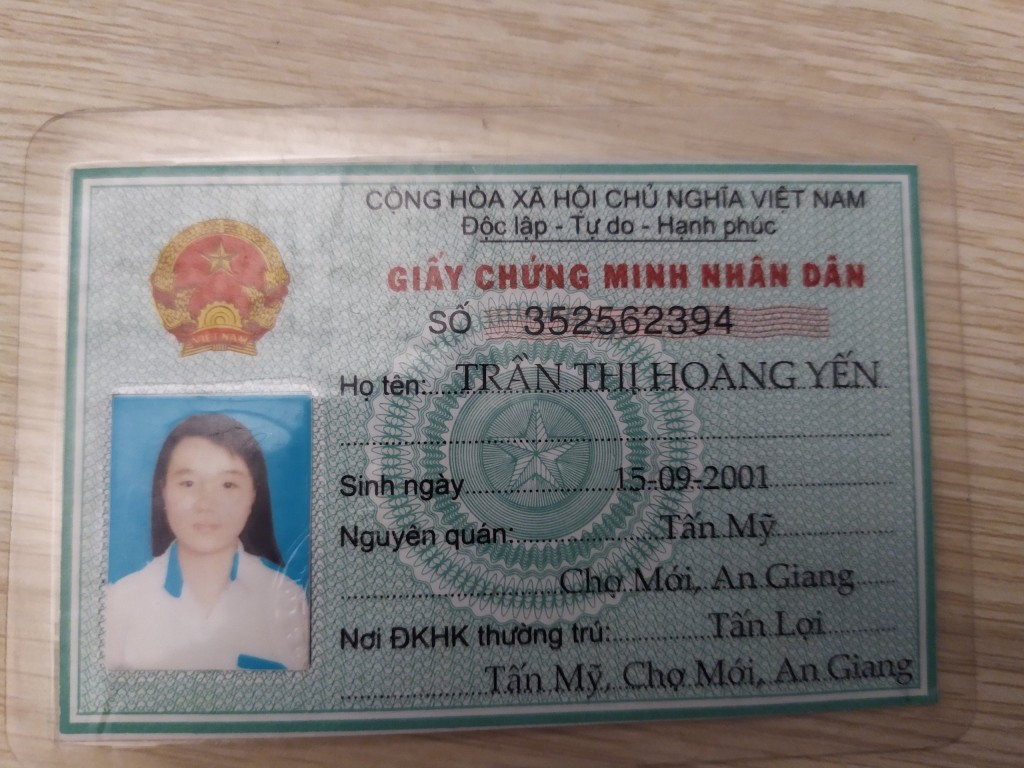 CỘNG HÒA XÃ HỘI CHỦ NGHĨA VIỆT NAM
Độc lập - Tự do - Hạnh phúc
GIẤY CHỨNG MINH NHÂN DÂN
SỐ 352562394
Họ tên: TRẦN THỊ HOÀNG YẾN
Sinh ngày 15-09-2001
Nguyên quán: Tấn Mỹ
Chợ Mới, An Giang
Nơi ĐKHK thường trú: Tấn Lợi
Tấn Mỹ, Chợ Mới, An Giang
VIỆT NAM